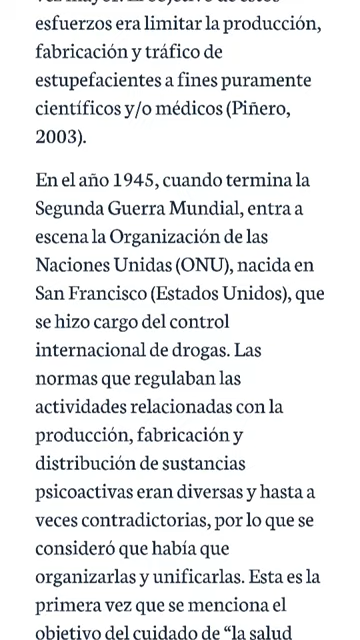 esfuerzos era limitar la producción,
fabricación y tráfico de
estupefacientes a fines puramente
científicos y/o médicos (Piñero,
2003).
En el año 1945, cuando termina la
Segunda Guerra Mundial, entra a
escena la Organización de las
Naciones Unidas (ONU), nacida en
San Francisco (Estados Unidos), que
se hizo cargo del control
internacional de drogas. Las
normas que regulaban las
actividades relacionadas con la
producción, fabricación y
distribución de sustancias
psicoactivas eran diversas y hasta a
veces contradictorias, por lo que se
consideró que había que
organizarlas y unificarlas. Esta es la
primera vez que se menciona el
objetivo del cuidado de “la salud